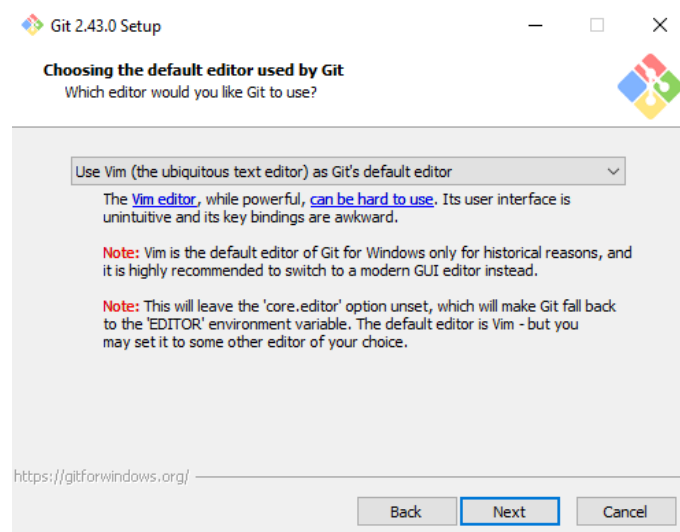 Git 2.43.0 Setup
Choosing the default editor used by Git
Which editor would you like Git to use?
Use Vim (the ubiquitous text editor) as Git's default editor
The Vim editor, while powerful, can be hard to use. Its user interface is
unintuitive and its key bindings are awkward.
Note: Vim is the default editor of Git for Windows only for historical reasons, and
it is highly recommended to switch to a modern GUI editor instead.
Note: This will leave the 'core.editor' option unset, which will make Git fall back
to the 'EDITOR' environment variable. The default editor is Vim - but you
may set it to some other editor of your choice.
https://gitforwindows.org/
Back Next Cancel